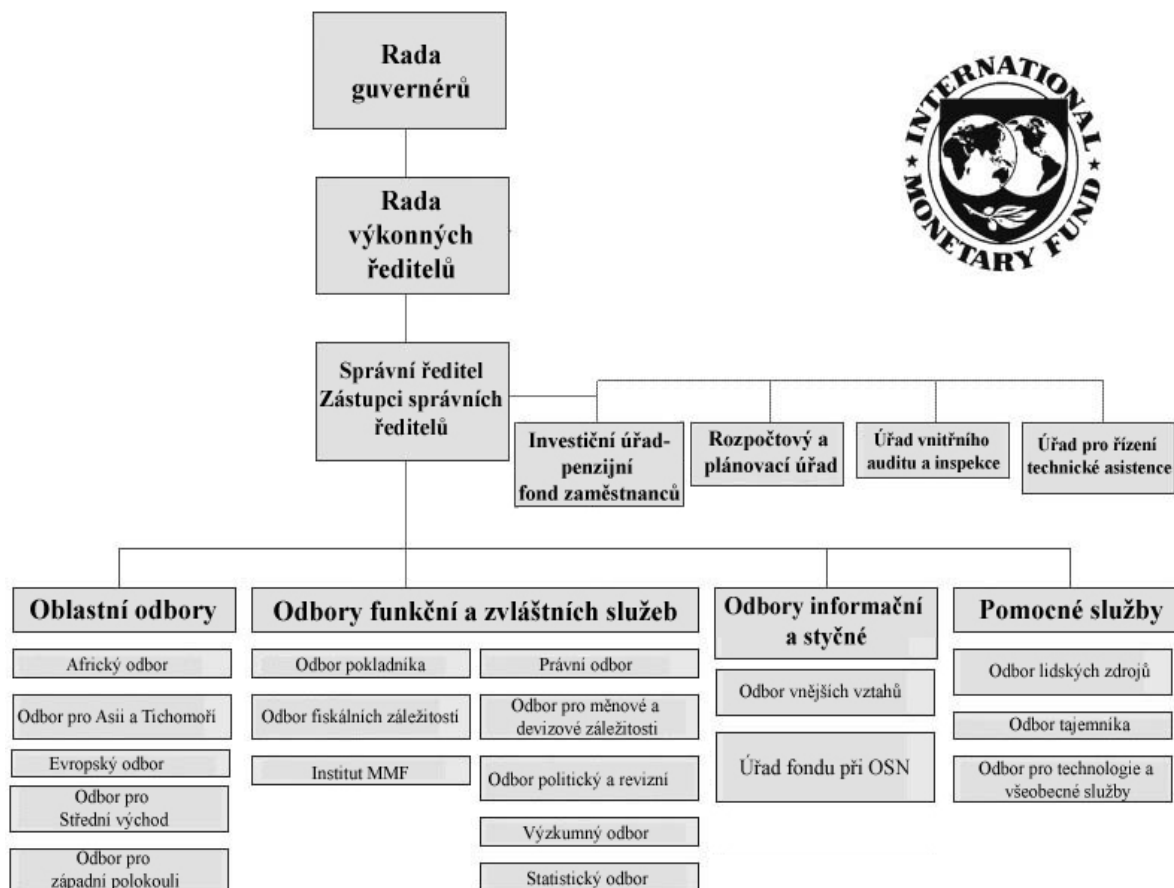 Rada
guvernérů
INTERNATIONAL
MONETARY FUND
Rada
výkonných
ředitelů
Správní ředitel
Zástupci správních
ředitelů
Investiční úřad-
penzijní
fond zaměstnanců
Rozpočtový a
plánovací úřad
Úřad vnitřního
auditu a inspekce
Úřad pro řízení
technické asistence
Oblastní odbory
Africký odbor
Odbor pro Asii a Tichomoří
Evropský odbor
Odbor pro
Střední východ
Odbor pro
západní polokouli
Odbory funkční a zvláštních služeb
Odbor pokladníka
Odbor fiskálních záležitostí
Institut MMF
Právní odbor
Odbor pro měnové a
devizové záležitosti
Odbor politický a revizní
Výzkumný odbor
Statistický odbor
Odbory informační
a styčné
Odbor vnějších vztahů
Úřad fondu při OSN
Pomocné služby
Odbor lidských zdrojů
Odbor tajemníka
Odbor pro technologie a
všeobecné služby